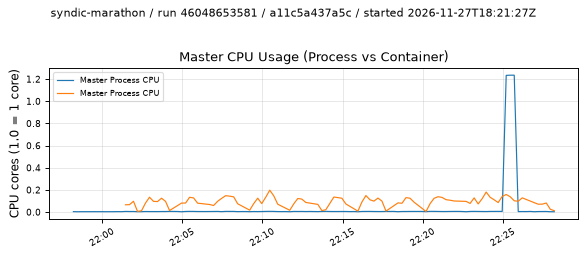 syndic-marathon / run 46048653581 / a11c5a437a5c / started 2026-11-27T18:21:27Z
Master CPU Usage (Process vs Container)
Master Process CPU
Master Process CPU
CPU cores (1.0 = 1 core)
1.2
1.0
0.8
0.6
0.4
0.2
0.0
22:00
22:05
22:10
22:15
22:20
22:25